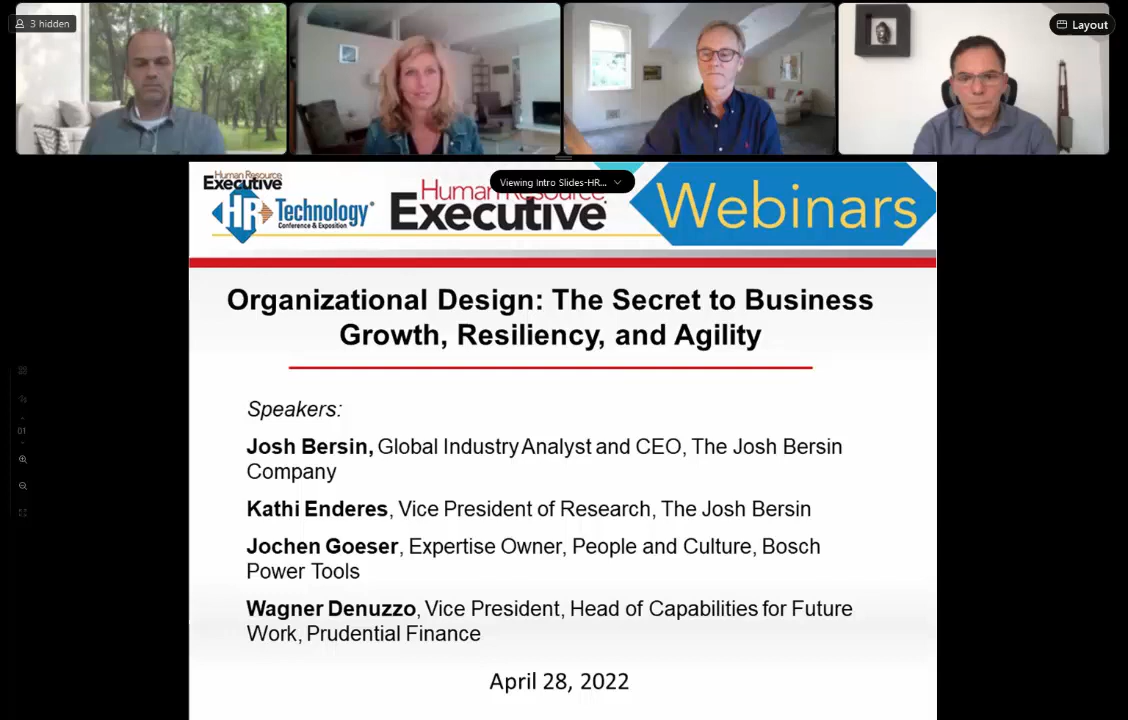 3 hidden
Layout
Viewing Intro Slides-HR...
Human Resource
Executive
HR Technology®
Conference & Exposition
Human Resource
Executive®
Webinars
Organizational Design: The Secret to Business
Growth, Resiliency, and Agility
Speakers:
Josh Bersin, Global Industry Analyst and CEO, The Josh Bersin
Company
Kathi Enderes, Vice President of Research, The Josh Bersin
Jochen Goeser, Expertise Owner, People and Culture, Bosch
Power Tools
Wagner Denuzzo, Vice President, Head of Capabilities for Future
Work, Prudential Finance
April 28, 2022
01